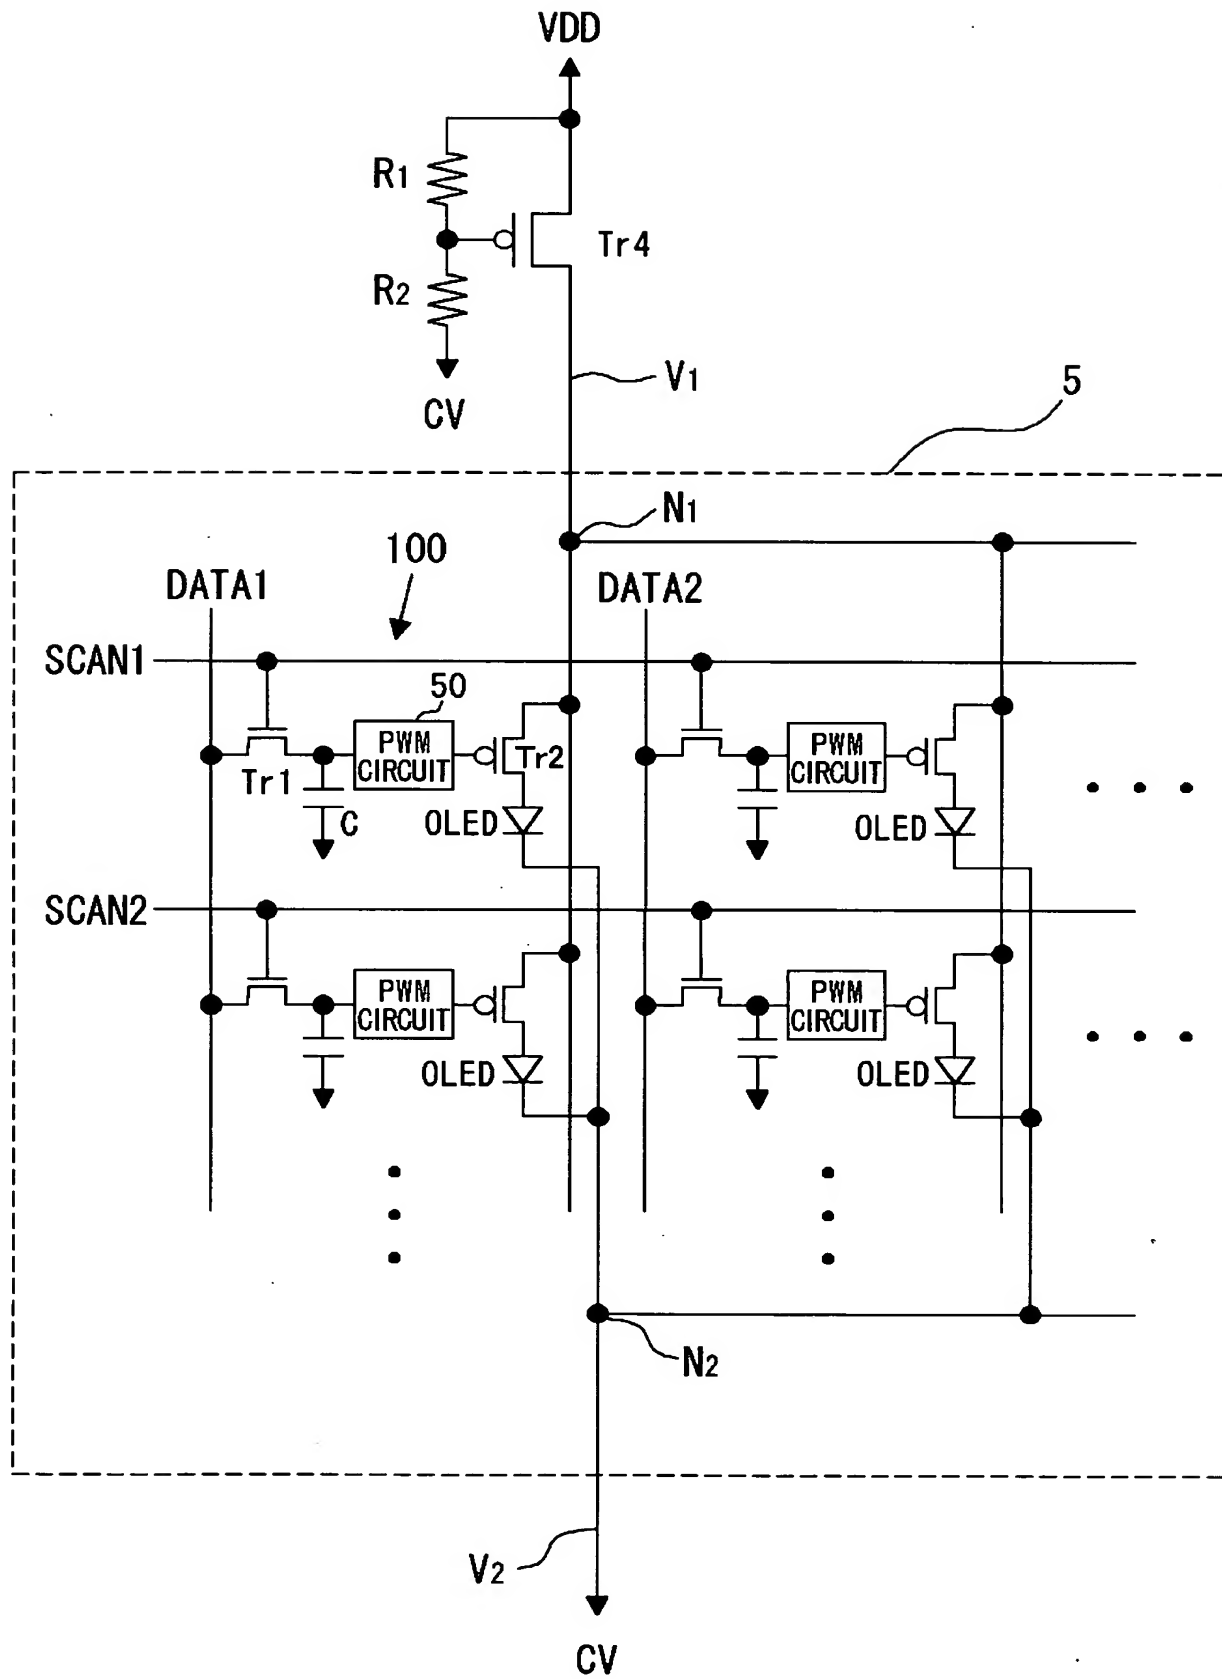 VDD
R1
Tr4
R2
V1
CV
5
N1
100
DATA1
DATA2
SCAN1
50
PWM
CIRCUIT
Tr2
PWM
CIRCUIT
Tr1
C
OLED
OLED
SCAN2
PWM
CIRCUIT
PWM
CIRCUIT
OLED
OLED
N2
V2
CV